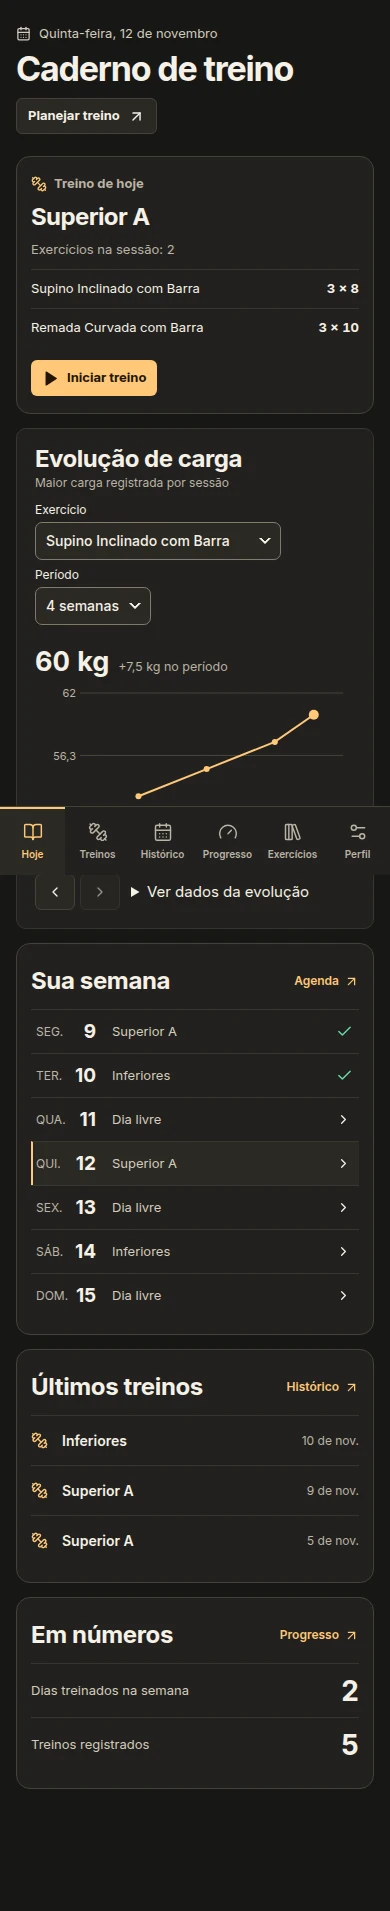 Quinta-feira, 12 de novembro
Caderno de treino
Planejar treino
Treino de hoje
Superior A
Exercícios na sessão: 2
Supino Inclinado com Barra 3 × 8
Remada Curvada com Barra 3 × 10
Iniciar treino
Evolução de carga
Maior carga registrada por sessão
Exercício
Supino Inclinado com Barra
Período
4 semanas
60 kg +7,5 kg no período
62
56,3
Hoje Treinos Histórico Progresso Exercícios Perfil
Ver dados da evolução
Sua semana Agenda
SEG. 9 Superior A
TER. 10 Inferiores
QUA. 11 Dia livre
QUI. 12 Superior A
SEX. 13 Dia livre
SÁB. 14 Inferiores
DOM. 15 Dia livre
Últimos treinos Histórico
Inferiores 10 de nov.
Superior A 9 de nov.
Superior A 5 de nov.
Em números Progresso
Dias treinados na semana 2
Treinos registrados 5